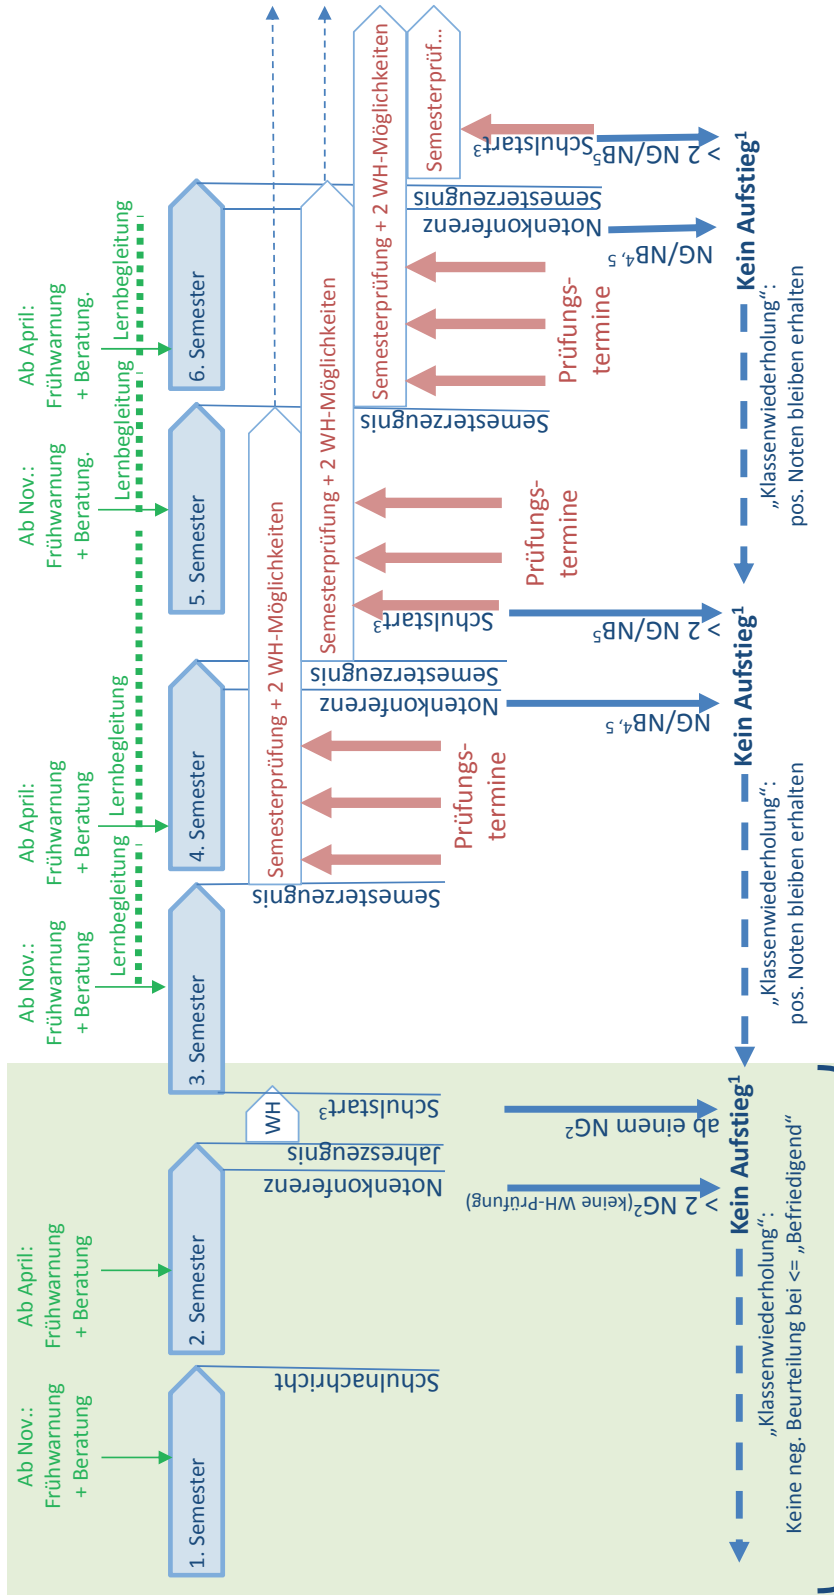 Ab Nov.:
Frühwarnung
+ Beratung
Ab April:
Frühwarnung
+ Beratung
Ab Nov.:
Frühwarnung
+ Beratung
Ab April:
Frühwarnung
+ Beratung
Ab Nov.:
Frühwarnung
+ Beratung.
Ab April:
Frühwarnung
+ Beratung.
Lernbegleitung
Lernbegleitung
Lernbegleitung
Lernbegleitung
1. Semester
2. Semester
3. Semester
4. Semester
5. Semester
6. Semester
WH
Semesterprüfung + 2 WH-Möglichkeiten
Semesterprüfung + 2 WH-Möglichkeiten
Semesterprüfung + 2 WH-Möglichkeiten
Semesterprüf...
Schulnachricht
Notenkonferenz
Jahreszeugnis
Schulstart³
Semesterzeugnis
Notenkonferenz
Semesterzeugnis
Schulstart³
Semesterzeugnis
Notenkonferenz
Semesterzeugnis
Schulstart³
Prüfungs-
termine
Prüfungs-
termine
Prüfungs-
termine
> 2 NG² (keine WH-Prüfung)
ab einem NG²
NG/NB⁴,⁵
> 2 NG/NB⁵
NG/NB⁴,⁵
> 2 NG/NB⁵
Kein Aufstieg¹
Kein Aufstieg¹
Kein Aufstieg¹
„Klassenwiederholung“:
Keine neg. Beurteilung bei <= „Befriedigend“
„Klassenwiederholung“:
pos. Noten bleiben erhalten
„Klassenwiederholung“:
pos. Noten bleiben erhalten